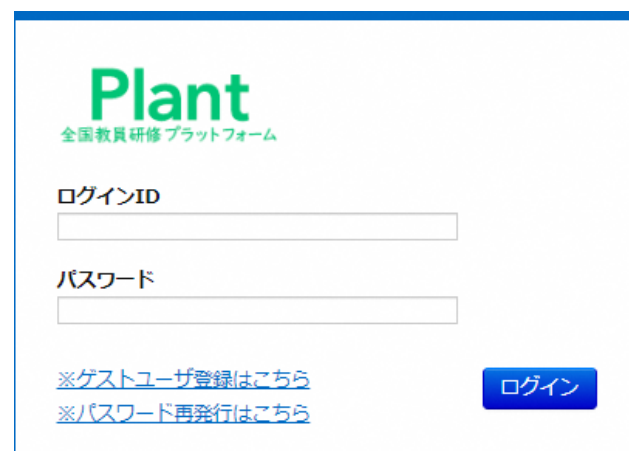 Plant
全国教員研修プラットフォーム
ログインID
パスワード
※ゲストユーザ登録はこちら
ログイン
※パスワード再発行はこちら